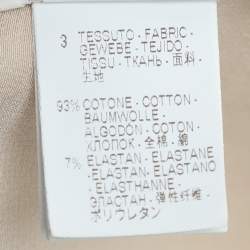 3 TESSUTO · FABRIC ·
GEWEBE · TEJIDO ·
TISSU · ТКАНЬ · 面料 ·
生地
93% COTONE · COTTON ·
BAUMWOLLE ·
ALGODON · COTON ·
ХЛОПОК · 全棉 · 綿
7% ELASTAN · ELASTANE
· ELASTAN · ELASTANO
· ELASTHANNE ·
ЭЛАСТАН · 弹性纤维 ·
ポリウレタン